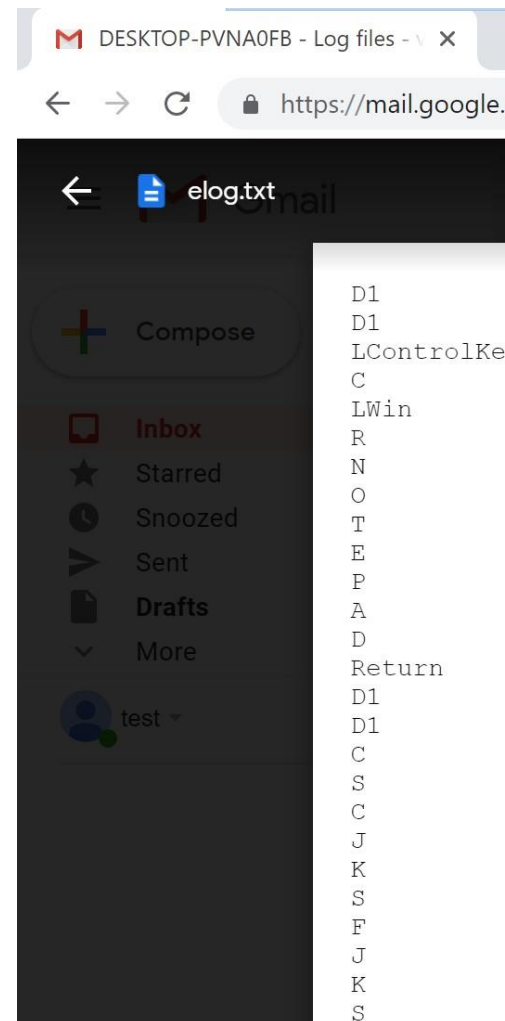 DESKTOP-PVNA0FB - Log files -
https://mail.google.
elog.txt
Gmail
Compose
Inbox
Starred
Snoozed
Sent
Drafts
More
test
D1
D1
LControlKe
C
LWin
R
N
O
T
E
P
A
D
Return
D1
D1
C
S
C
J
K
S
F
J
K
S